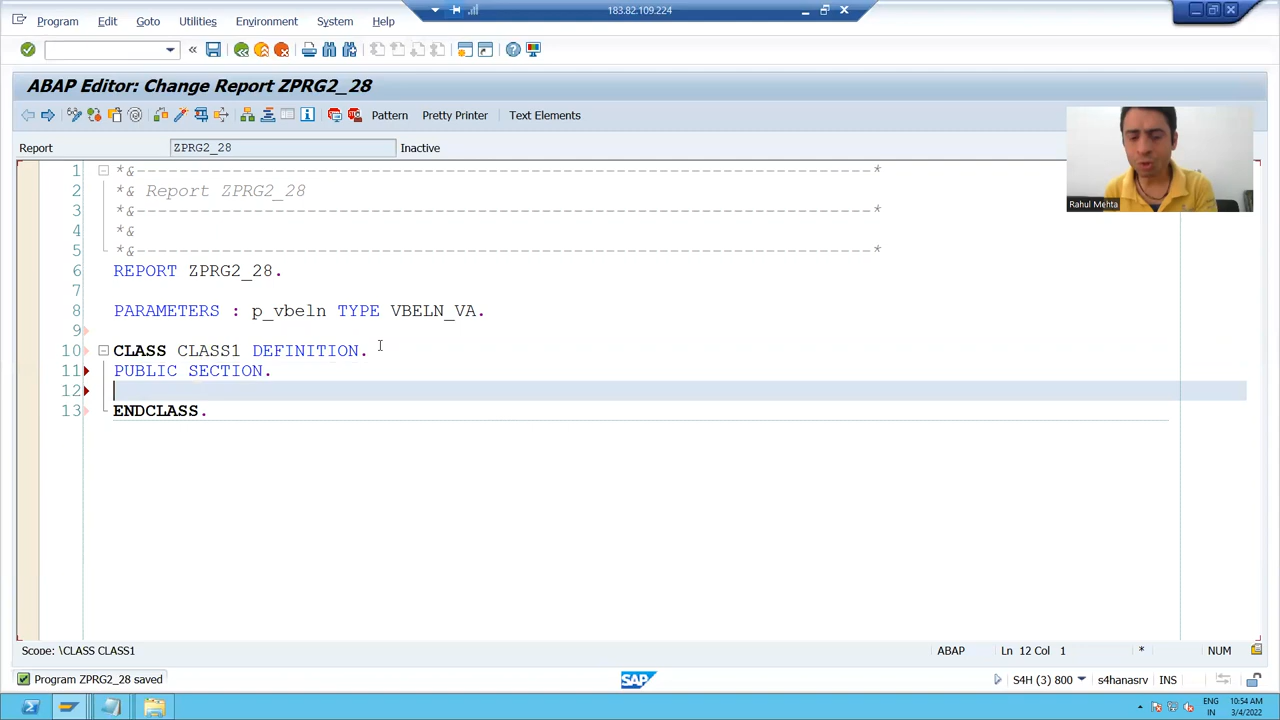 183.82.109.224
Program Edit Goto Utilities Environment System Help
«
ABAP Editor: Change Report ZPRG2_28
Pattern Pretty Printer Text Elements
Report ZPRG2_28 Inactive
Rahul Mehta
1 *&---------------------------------------------------------------------*
2 *& Report ZPRG2_28
3 *&---------------------------------------------------------------------*
4 *&
5 *&---------------------------------------------------------------------*
6 REPORT ZPRG2_28.
7
8 PARAMETERS : p_vbeln TYPE VBELN_VA.
9
10 CLASS CLASS1 DEFINITION.
11 PUBLIC SECTION.
12
13 ENDCLASS.
Scope: \CLASS CLASS1 ABAP Ln 12 Col 1 * NUM
Program ZPRG2_28 saved SAP S4H (3) 800 s4hanasrv INS
ENG 10:54 AM
IN 3/4/2022